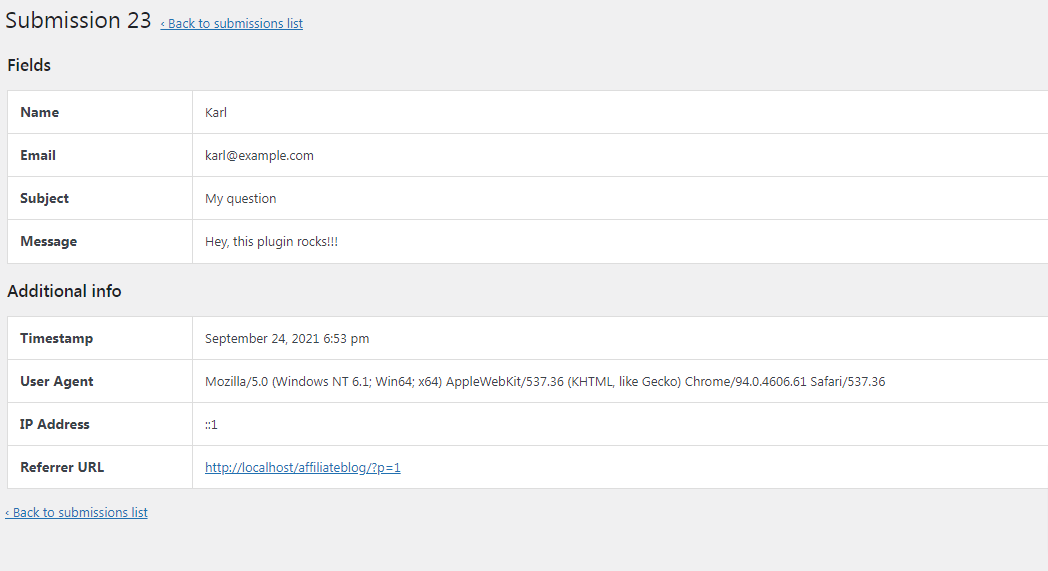 Submission 23 ‹ Back to submissions list
Fields
Name Karl
Email karl@example.com
Subject My question
Message Hey, this plugin rocks!!!
Additional info
Timestamp September 24, 2021 6:53 pm
User Agent Mozilla/5.0 (Windows NT 6.1; Win64; x64) AppleWebKit/537.36 (KHTML, like Gecko) Chrome/94.0.4606.61 Safari/537.36
IP Address ::1
Referrer URL http://localhost/affiliateblog/?p=1
‹ Back to submissions list